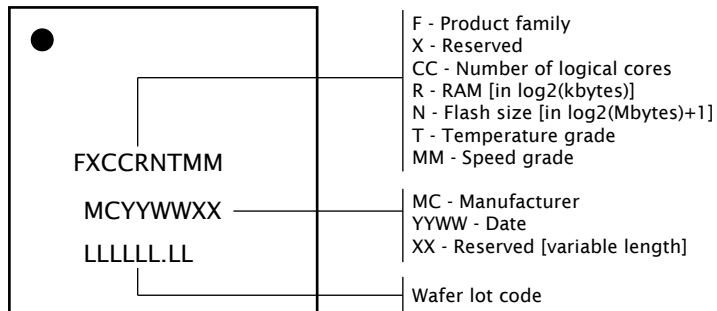 F - Product family
X - Reserved
CC - Number of logical cores
R - RAM [in log2(kbytes)]
N - Flash size [in log2(Mbytes)+1]
T - Temperature grade
MM - Speed grade
FXCCRNTMM
MCYYWWXX
MC - Manufacturer
YYWW - Date
XX - Reserved [variable length]
LLLLLL.LL
Wafer lot code